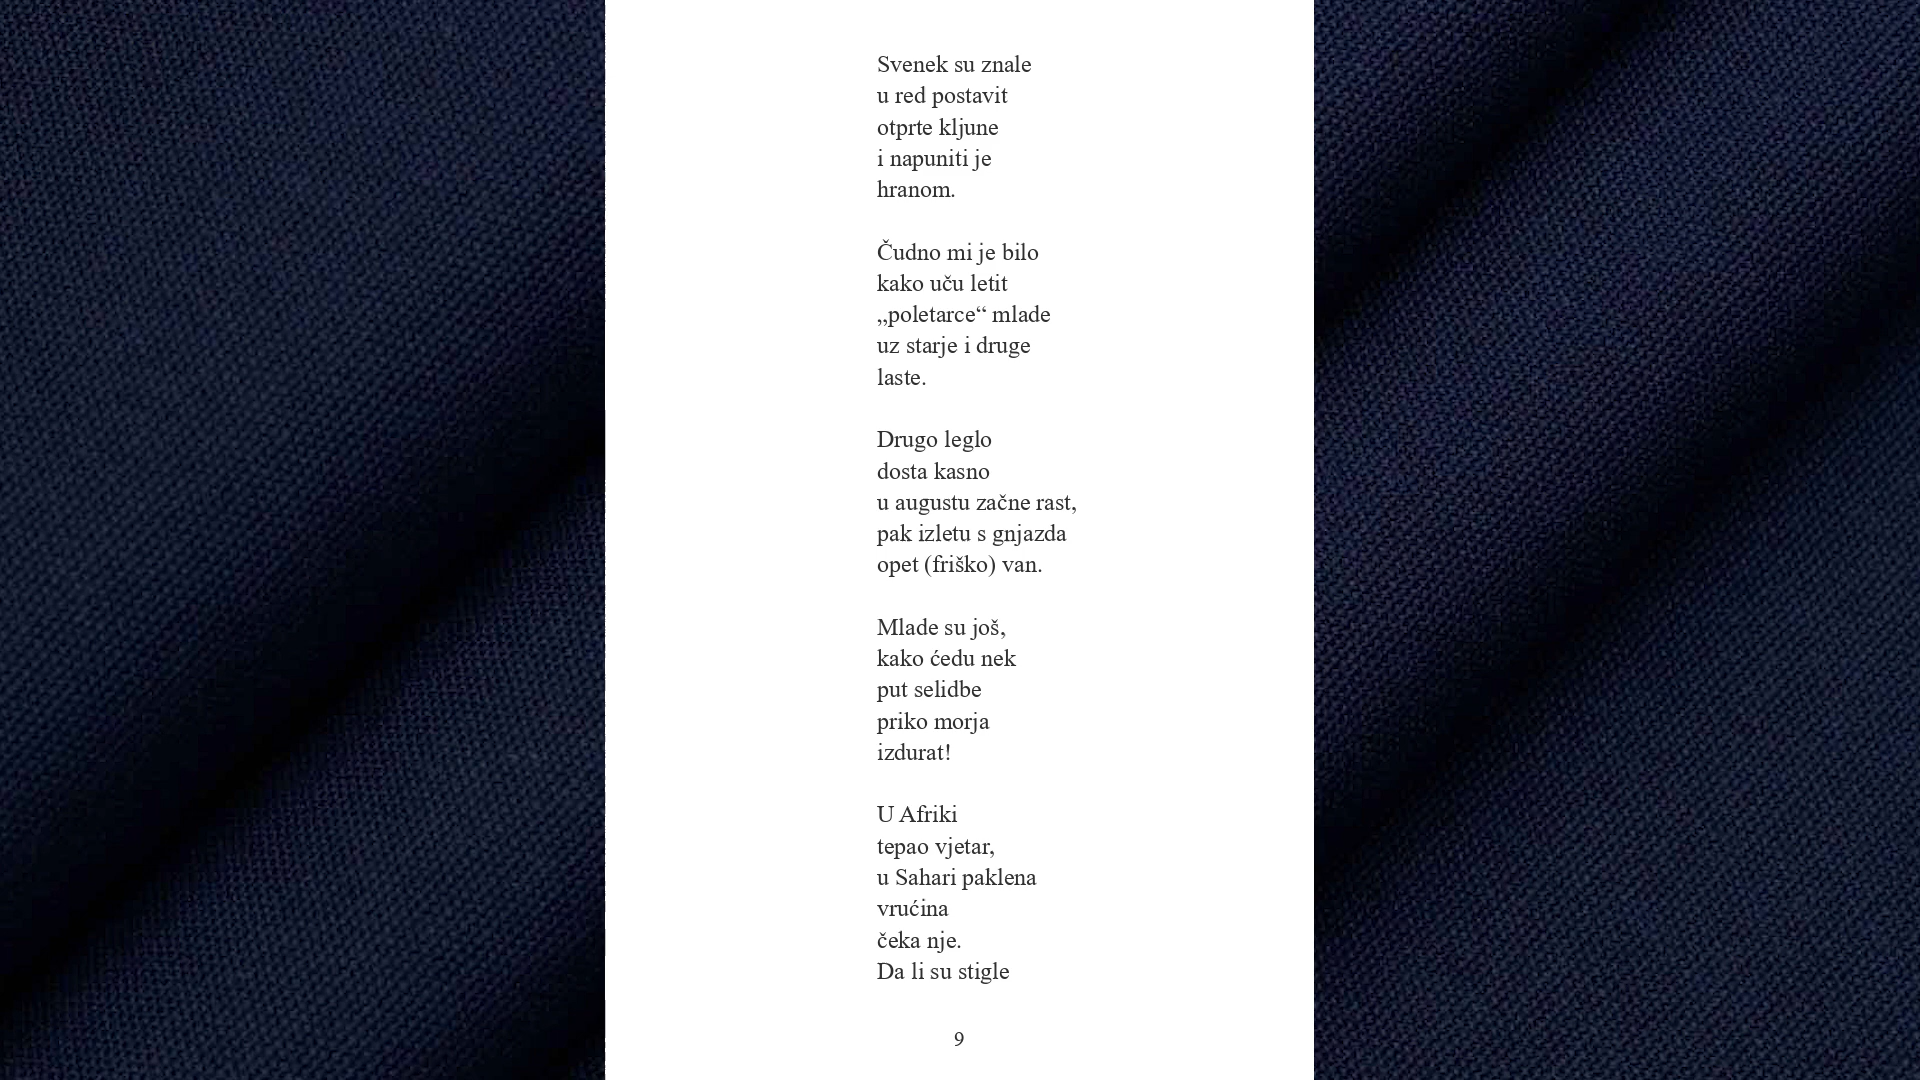 Svenek su znale
u red postavit
otprte kljune
i napuniti je
hranom.

Čudno mi je bilo
kako uču letit
„poletarce“ mlade
uz starje i druge
laste.

Drugo leglo
dosta kasno
u augustu začne rast,
pak izletu s gnjazda
opet (friško) van.

Mlade su još,
kako ćedu nek
put selidbe
priko morja
izdurat!

U Afriki
tepao vjetar,
u Sahari paklena
vrućina
čeka nje.
Da li su stigle

9